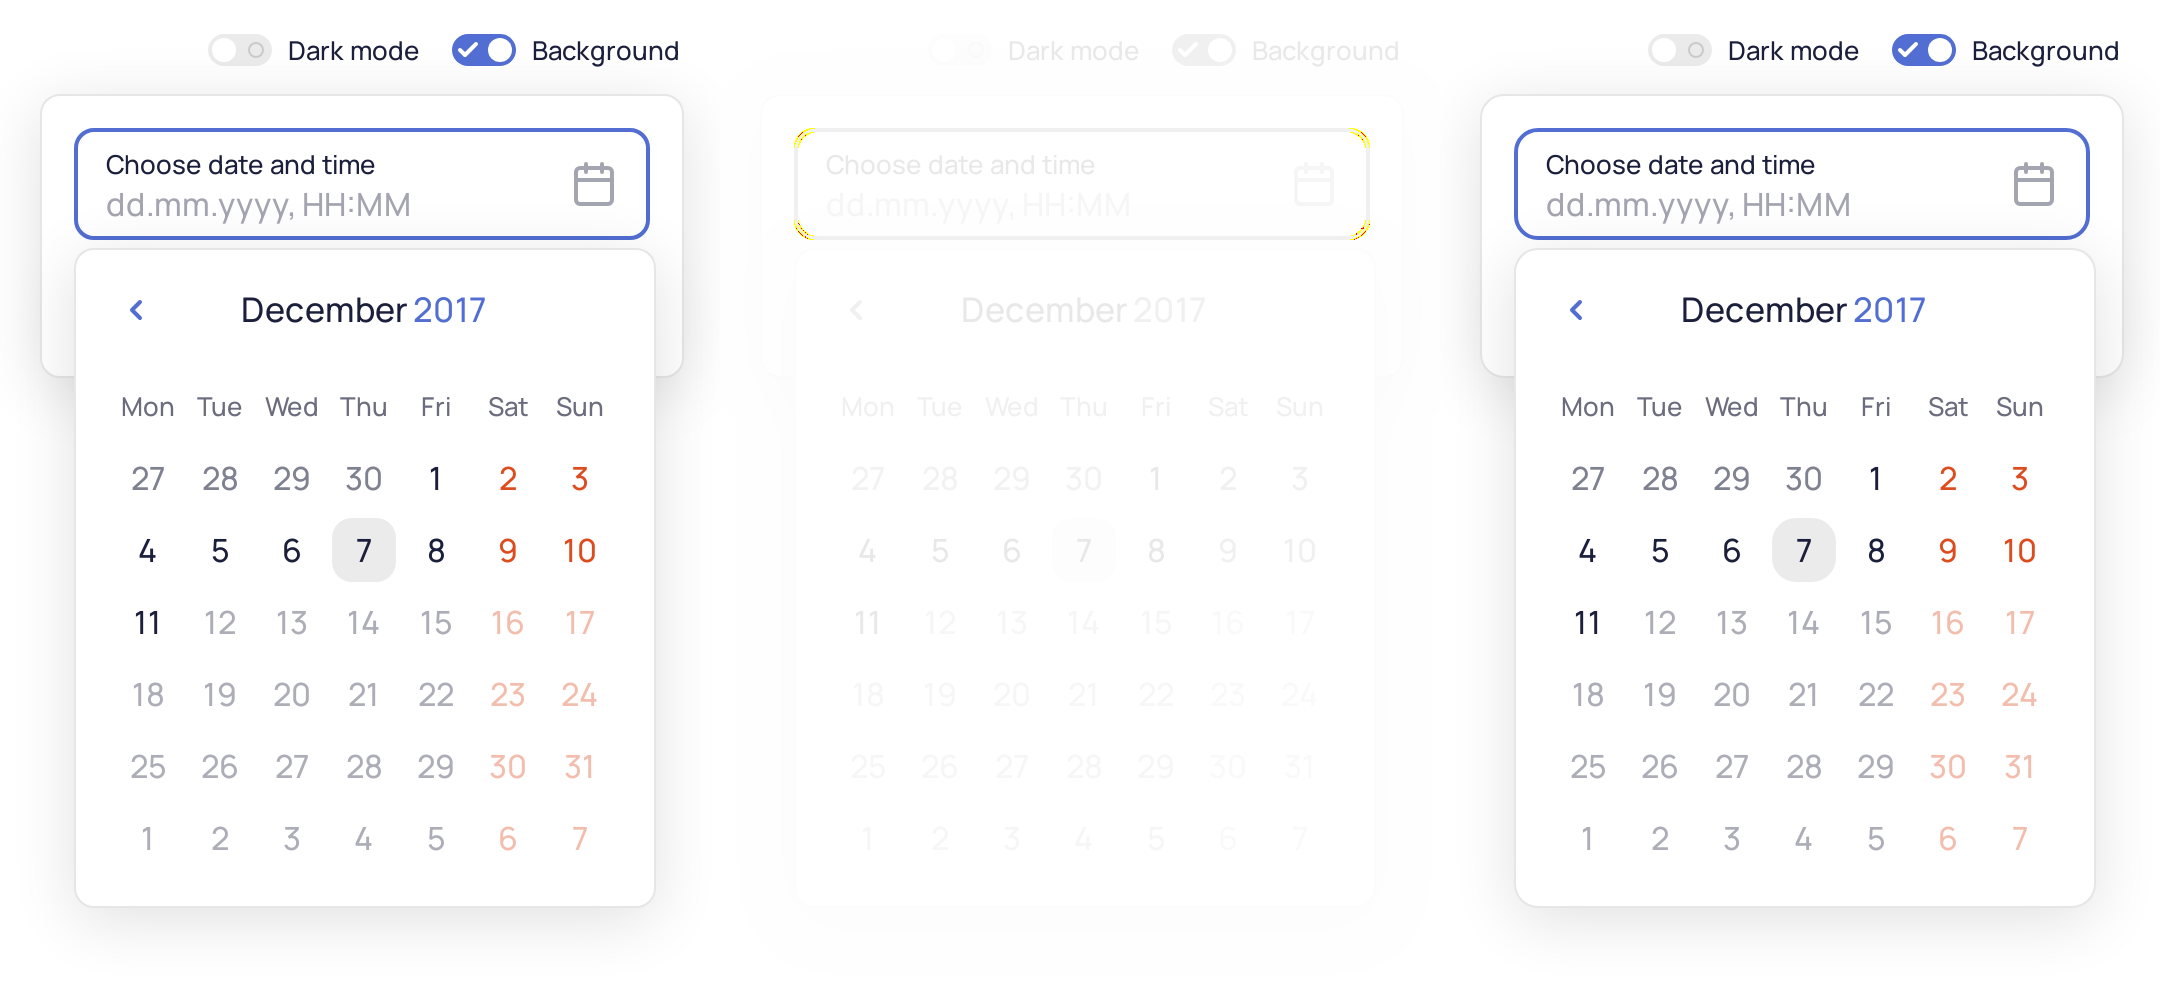 Dark mode Background
Choose date and time
dd.mm.yyyy, HH:MM
December 2017
Mon Tue Wed Thu Fri Sat Sun
27 28 29 30 1 2 3
4 5 6 7 8 9 10
11 12 13 14 15 16 17
18 19 20 21 22 23 24
25 26 27 28 29 30 31
1 2 3 4 5 6 7
Dark mode Background
Choose date and time
dd.mm.yyyy, HH:MM
December 2017
Mon Tue Wed Thu Fri Sat Sun
27 28 29 30 1 2 3
4 5 6 7 8 9 10
11 12 13 14 15 16 17
18 19 20 21 22 23 24
25 26 27 28 29 30 31
1 2 3 4 5 6 7
Dark mode Background
Choose date and time
dd.mm.yyyy, HH:MM
December 2017
Mon Tue Wed Thu Fri Sat Sun
27 28 29 30 1 2 3
4 5 6 7 8 9 10
11 12 13 14 15 16 17
18 19 20 21 22 23 24
25 26 27 28 29 30 31
1 2 3 4 5 6 7